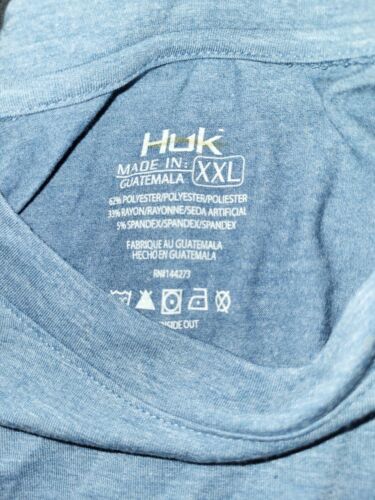 Huk
MADE IN:
GUATEMALA
XXL
62% POLYESTER/POLYESTER/POLIESTER
33% RAYON/RAYONNE/SEDA ARTIFICIAL
5% SPANDEX/SPANDEX/SPANDEX
FABRIQUE AU GUATEMALA
HECHO EN GUATEMALA
RN#144273
INSIDE OUT